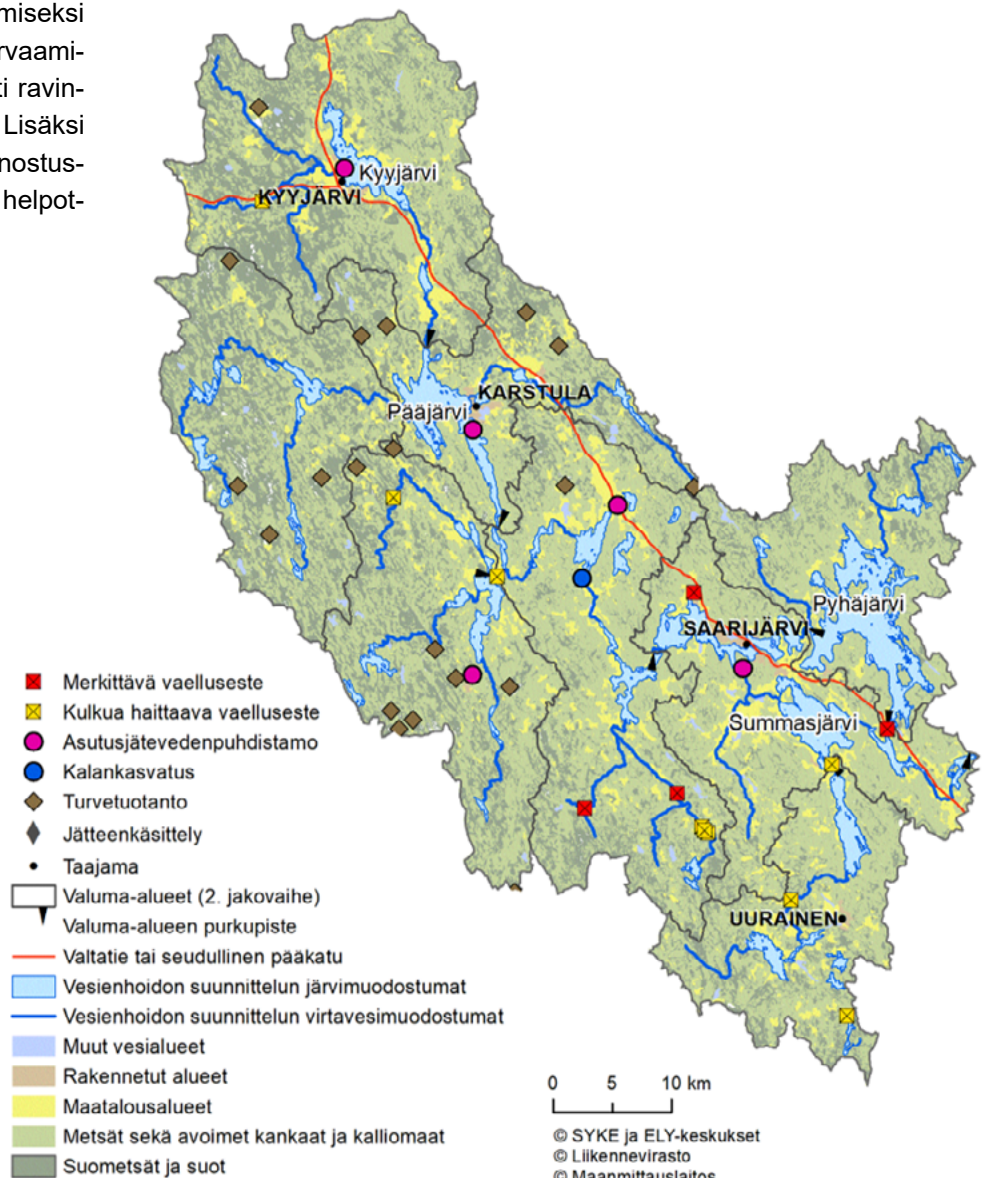 miseksi
rvaami-
ti ravin-
Lisäksi
nostus-
helpot-
Kyyjärvi
KYYJÄRVI
KARSTULA
Pääjärvi
Pyhäjärvi
SAARIJÄRVI
Summasjärvi
UURAINEN
Merkittävä vaelluseste
Kulkua haittaava vaelluseste
Asutusjätevedenpuhdistamo
Kalankasvatus
Turvetuotanto
Jätteenkäsittely
Taajama
Valuma-alueet (2. jakovaihe)
Valuma-alueen purkupiste
Valtatie tai seudullinen pääkatu
Vesienhoidon suunnittelun järvimuodostumat
Vesienhoidon suunnittelun virtavesimuodostumat
Muut vesialueet
Rakennetut alueet
Maatalousalueet
Metsät sekä avoimet kankaat ja kalliomaat
Suometsät ja suot
0 5 10 km
© SYKE ja ELY-keskukset
© Liikennevirasto
© Maanmittauslaitos